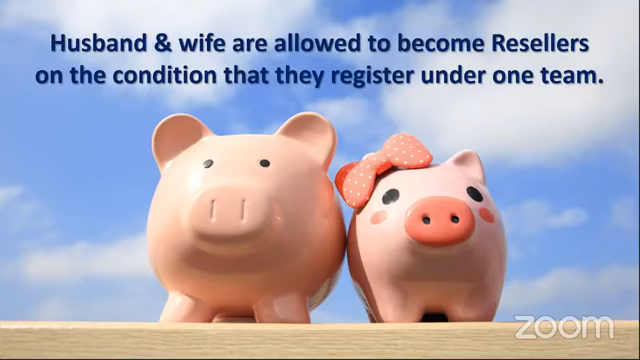 Husband & wife are allowed to become Resellers
on the condition that they register under one team.
zoom